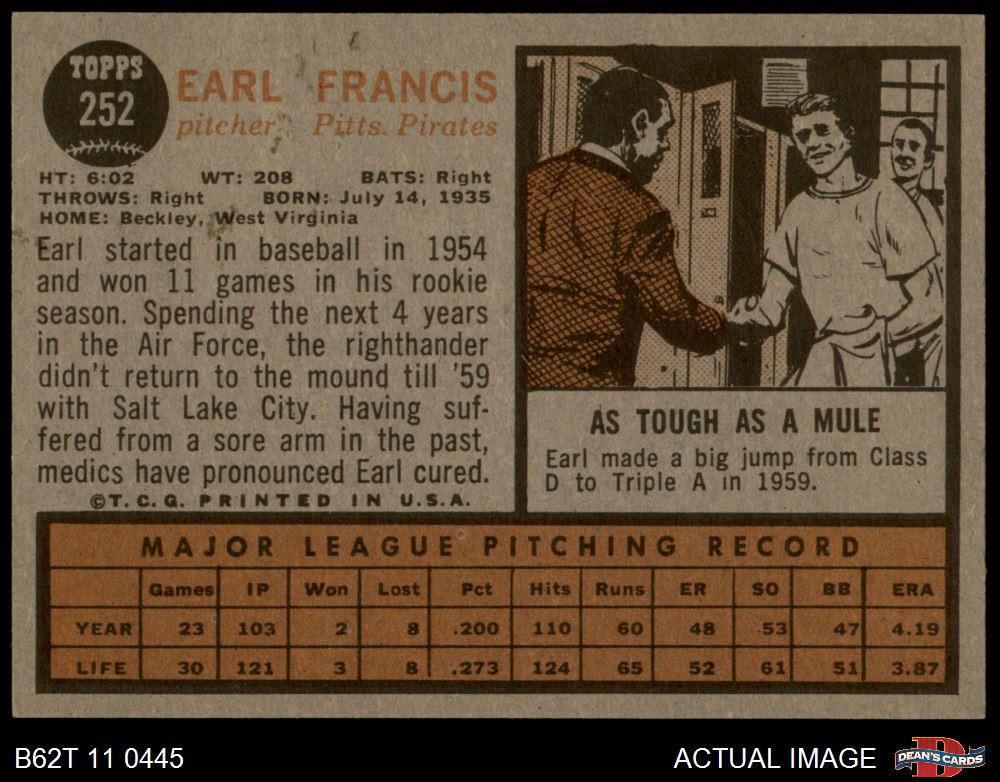 TOPPS
252
EARL FRANCIS
pitcher Pitts. Pirates
HT: 6:02 WT: 208 BATS: Right
THROWS: Right BORN: July 14, 1935
HOME: Beckley, West Virginia
Earl started in baseball in 1954
and won 11 games in his rookie
season. Spending the next 4 years
in the Air Force, the righthander
didn't return to the mound till '59
with Salt Lake City. Having suf-
fered from a sore arm in the past,
medics have pronounced Earl cured.
©T.C.G. PRINTED IN U.S.A.
AS TOUGH AS A MULE
Earl made a big jump from Class
D to Triple A in 1959.
MAJOR LEAGUE PITCHING RECORD
Games IP Won Lost Pct Hits Runs ER SO BB ERA
YEAR 23 103 2 8 .200 110 60 48 53 47 4.19
LIFE 30 121 3 8 .273 124 65 52 61 51 3.87
B62T 11 0445 ACTUAL IMAGE D DEAN'S CARDS